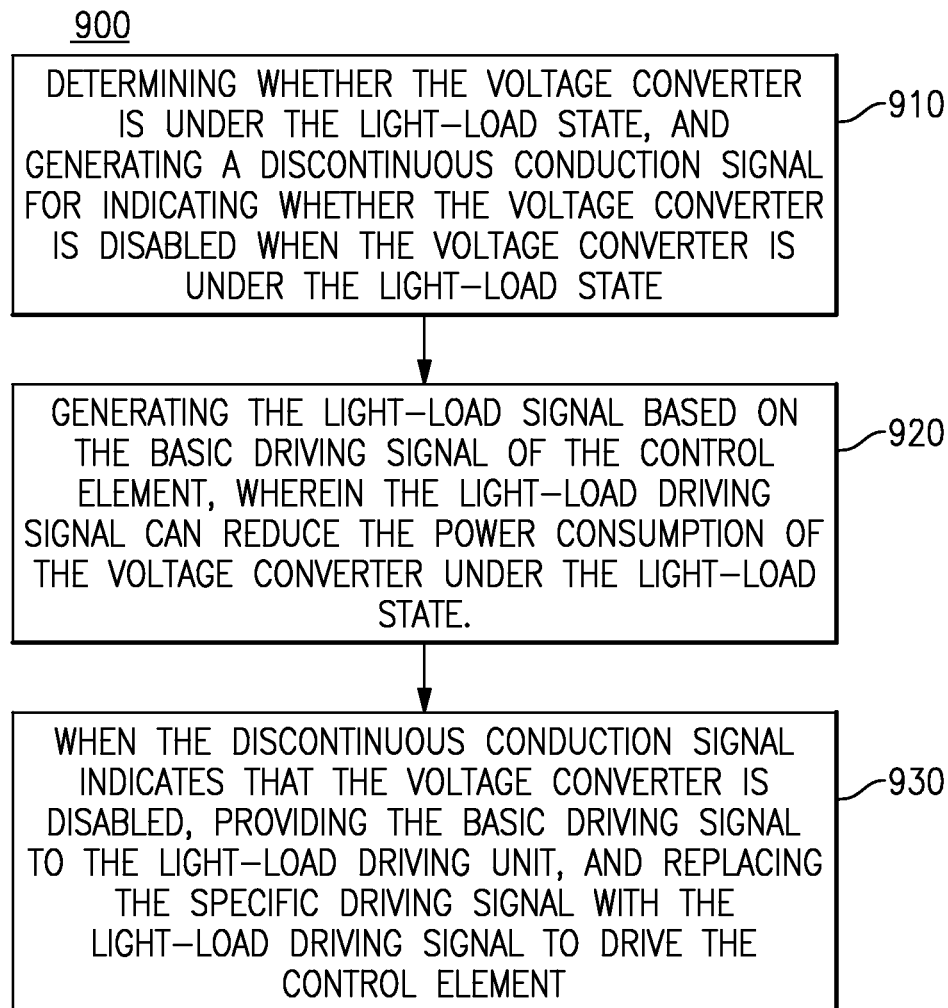 900
DETERMINING WHETHER THE VOLTAGE CONVERTER
IS UNDER THE LIGHT-LOAD STATE, AND
GENERATING A DISCONTINUOUS CONDUCTION SIGNAL
FOR INDICATING WHETHER THE VOLTAGE CONVERTER
IS DISABLED WHEN THE VOLTAGE CONVERTER IS
UNDER THE LIGHT-LOAD STATE
910
GENERATING THE LIGHT-LOAD SIGNAL BASED ON
THE BASIC DRIVING SIGNAL OF THE CONTROL
ELEMENT, WHEREIN THE LIGHT-LOAD DRIVING
SIGNAL CAN REDUCE THE POWER CONSUMPTION OF
THE VOLTAGE CONVERTER UNDER THE LIGHT-LOAD
STATE.
920
WHEN THE DISCONTINUOUS CONDUCTION SIGNAL
INDICATES THAT THE VOLTAGE CONVERTER IS
DISABLED, PROVIDING THE BASIC DRIVING SIGNAL
TO THE LIGHT-LOAD DRIVING UNIT, AND REPLACING
THE SPECIFIC DRIVING SIGNAL WITH THE
LIGHT-LOAD DRIVING SIGNAL TO DRIVE THE
CONTROL ELEMENT
930